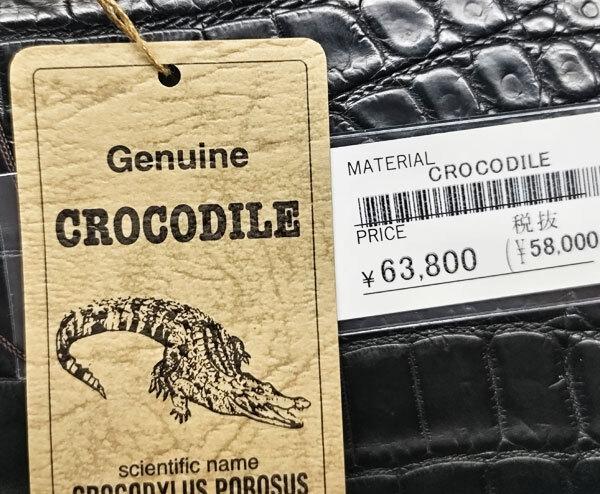 Genuine
CROCODILE
scientific name
CROCODYLUS POROSUS
MATERIAL CROCODILE
PRICE
税抜
¥63,800 (¥58,000